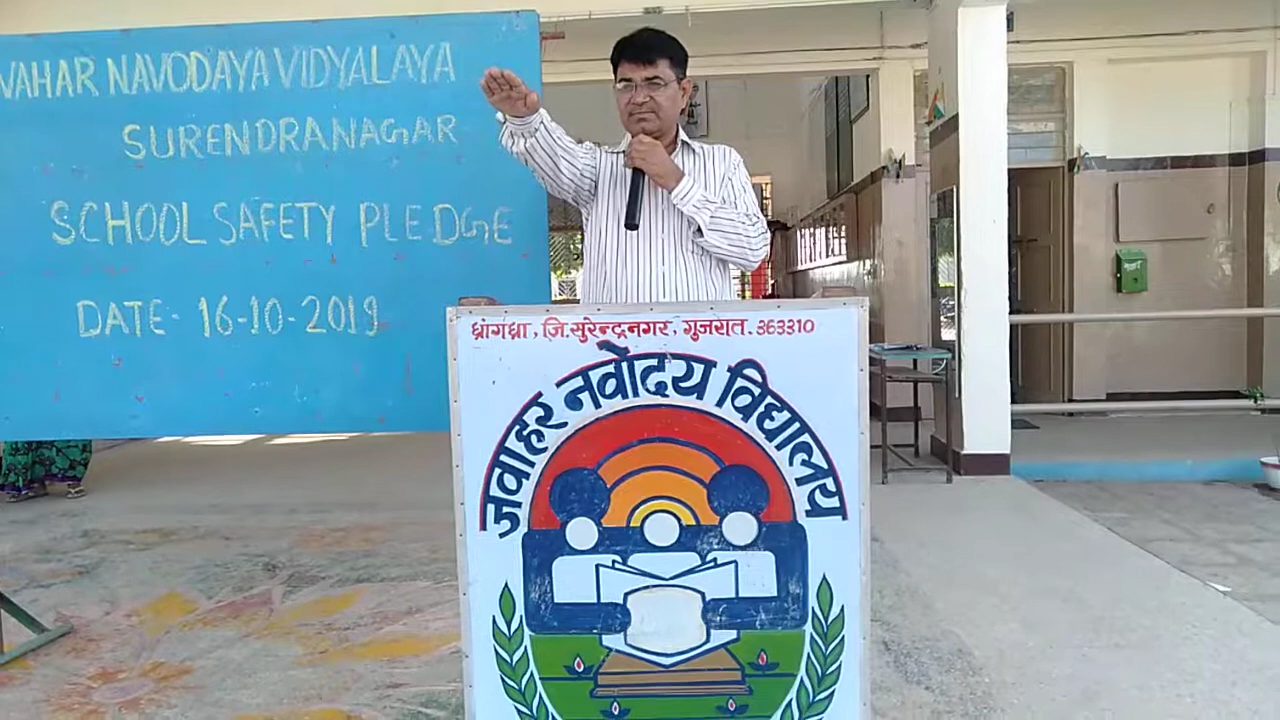 WAHAR NAVODAYA VIDYALAYA
SURENDRANAGAR
SCHOOL SAFETY PLEDGE
DATE- 16-10-2019
ध्रांगध्रा, जि.सुरेन्द्रनगर, गुजरात. 363310
जवाहर नवोदय विद्यालय